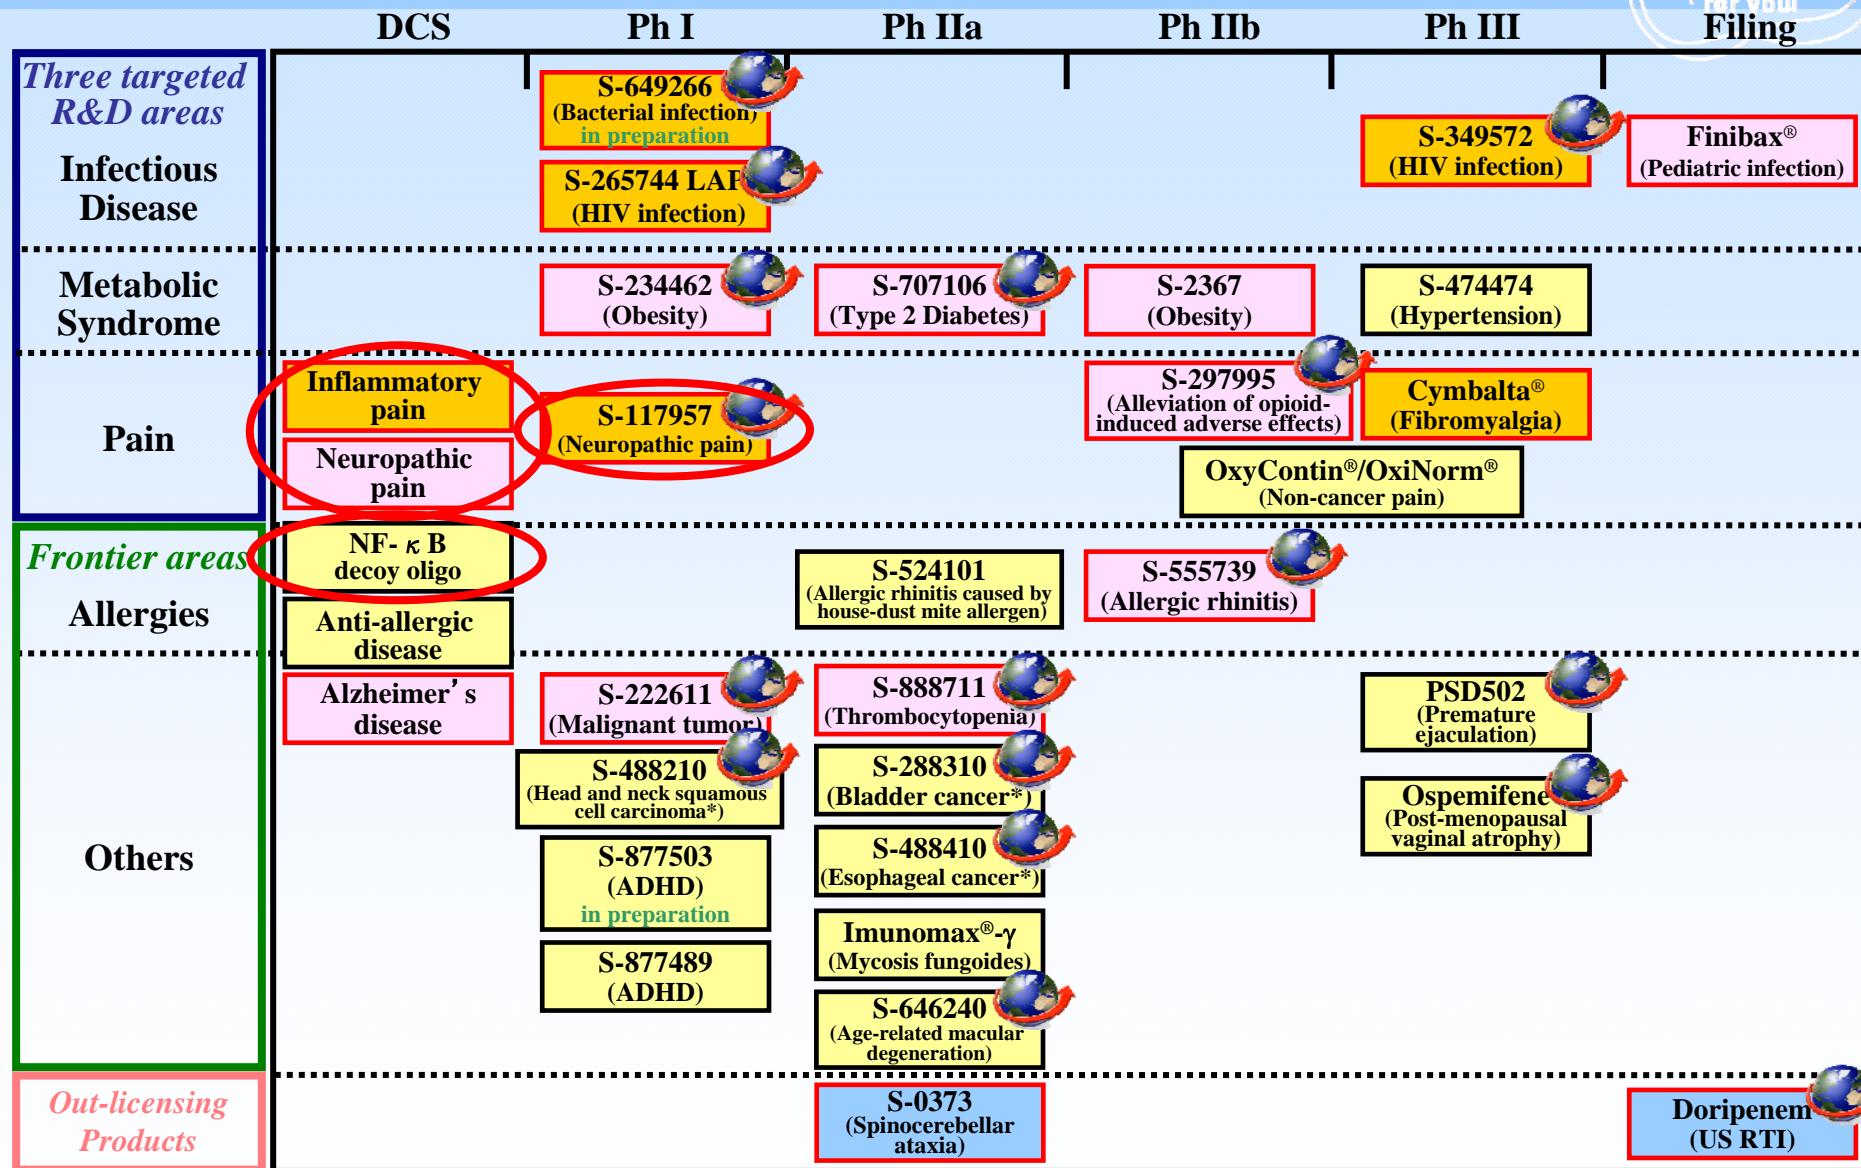 for you
DCS
Ph I
Ph IIa
Ph IIb
Ph III
Filing
Three targeted
R&D areas
Infectious
Disease
S-649266
(Bacterial infection)
in preparation
S-265744 LAP
(HIV infection)
S-349572
(HIV infection)
Finibax®
(Pediatric infection)
Metabolic
Syndrome
S-234462
(Obesity)
S-707106
(Type 2 Diabetes)
S-2367
(Obesity)
S-474474
(Hypertension)
Pain
Inflammatory
pain
Neuropathic
pain
S-117957
(Neuropathic pain)
S-297995
(Alleviation of opioid-
induced adverse effects)
Cymbalta®
(Fibromyalgia)
OxyContin®/OxiNorm®
(Non-cancer pain)
Frontier areas
Allergies
NF- κ B
decoy oligo
Anti-allergic
disease
S-524101
(Allergic rhinitis caused by
house-dust mite allergen)
S-555739
(Allergic rhinitis)
Others
Alzheimer’s
disease
S-222611
(Malignant tumor)
S-488210
(Head and neck squamous
cell carcinoma*)
S-877503
(ADHD)
in preparation
S-877489
(ADHD)
S-888711
(Thrombocytopenia)
S-288310
(Bladder cancer*)
S-488410
(Esophageal cancer*)
Imunomax®-γ
(Mycosis fungoides)
S-646240
(Age-related macular
degeneration)
PSD502
(Premature
ejaculation)
Ospemifene
(Post-menopausal
vaginal atrophy)
Out-licensing
Products
S-0373
(Spinocerebellar
ataxia)
Doripenem
(US RTI)